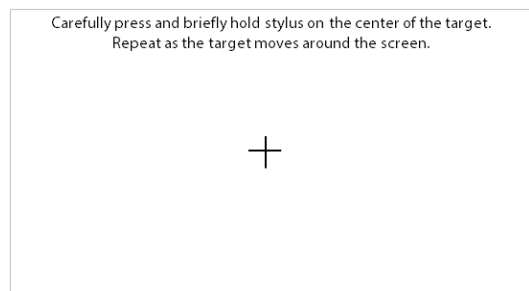 Carefully press and briefly hold stylus on the center of the target.
Repeat as the target moves around the screen.